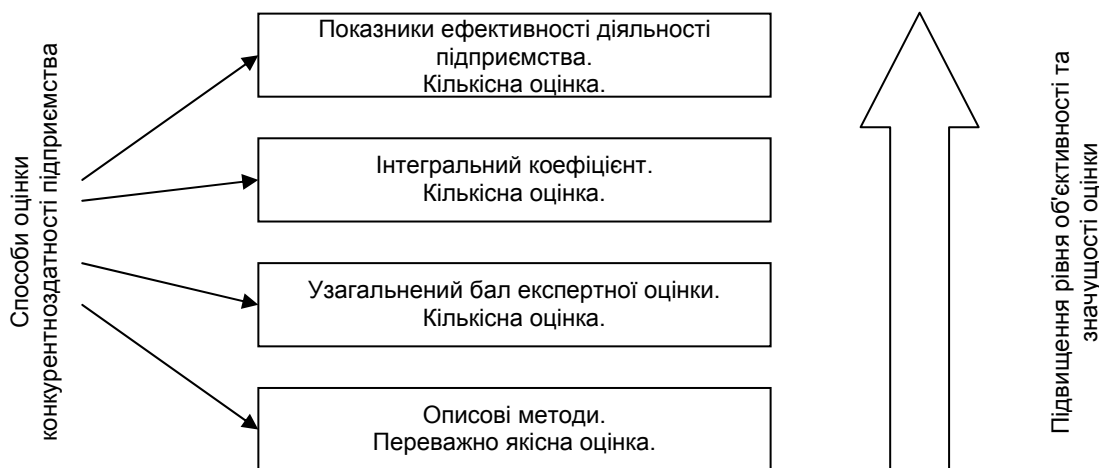 Способи оцінки
конкурентноздатності підприємства
Показники ефективності діяльності
підприємства.
Кількісна оцінка.
Інтегральний коефіцієнт.
Кількісна оцінка.
Узагальнений бал експертної оцінки.
Кількісна оцінка.
Описові методи.
Переважно якісна оцінка.
Підвищення рівня об'єктивності та
значущості оцінки